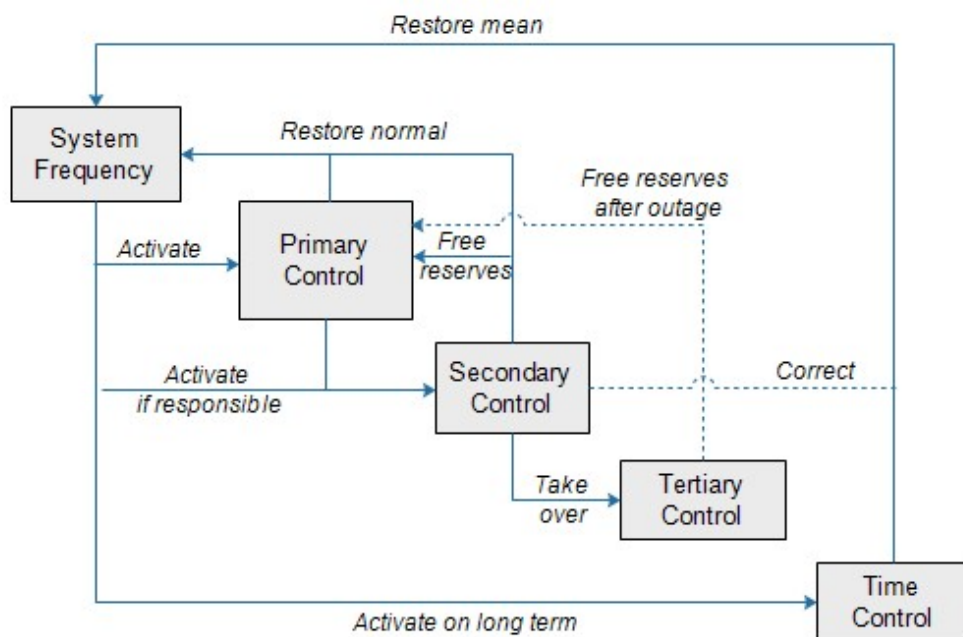 Restore mean
System
Frequency
Restore normal
Free reserves
after outage
Activate
Primary
Control
Free
reserves
Activate
if responsible
Secondary
Control
Correct
Take
over
Tertiary
Control
Time
Control
Activate on long term